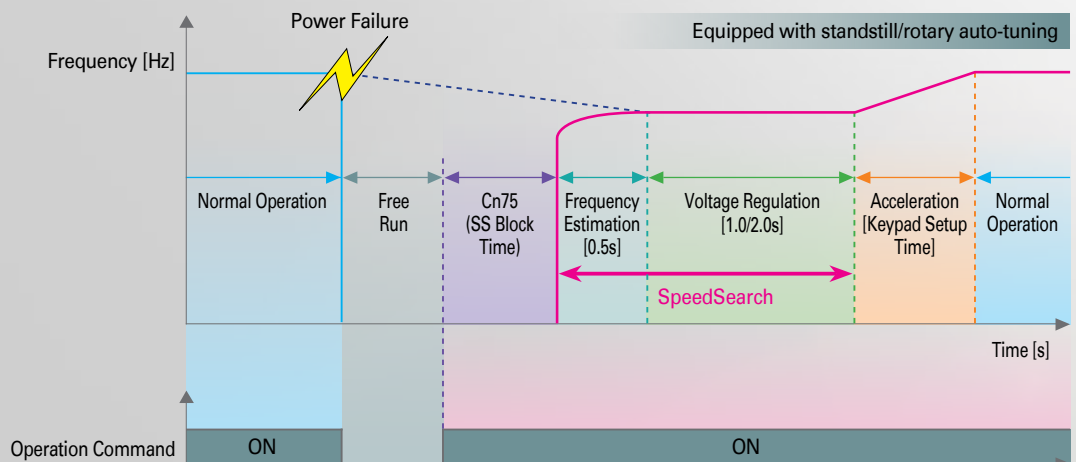 Power Failure
Equipped with standstill/rotary auto-tuning
Frequency [Hz]
Normal Operation
Free
Run
Cn75
(SS Block
Time)
Frequency
Estimation
[0.5s]
Voltage Regulation
[1.0/2.0s]
Acceleration
[Keypad Setup
Time]
Normal
Operation
SpeedSearch
Time [s]
Operation Command
ON
ON